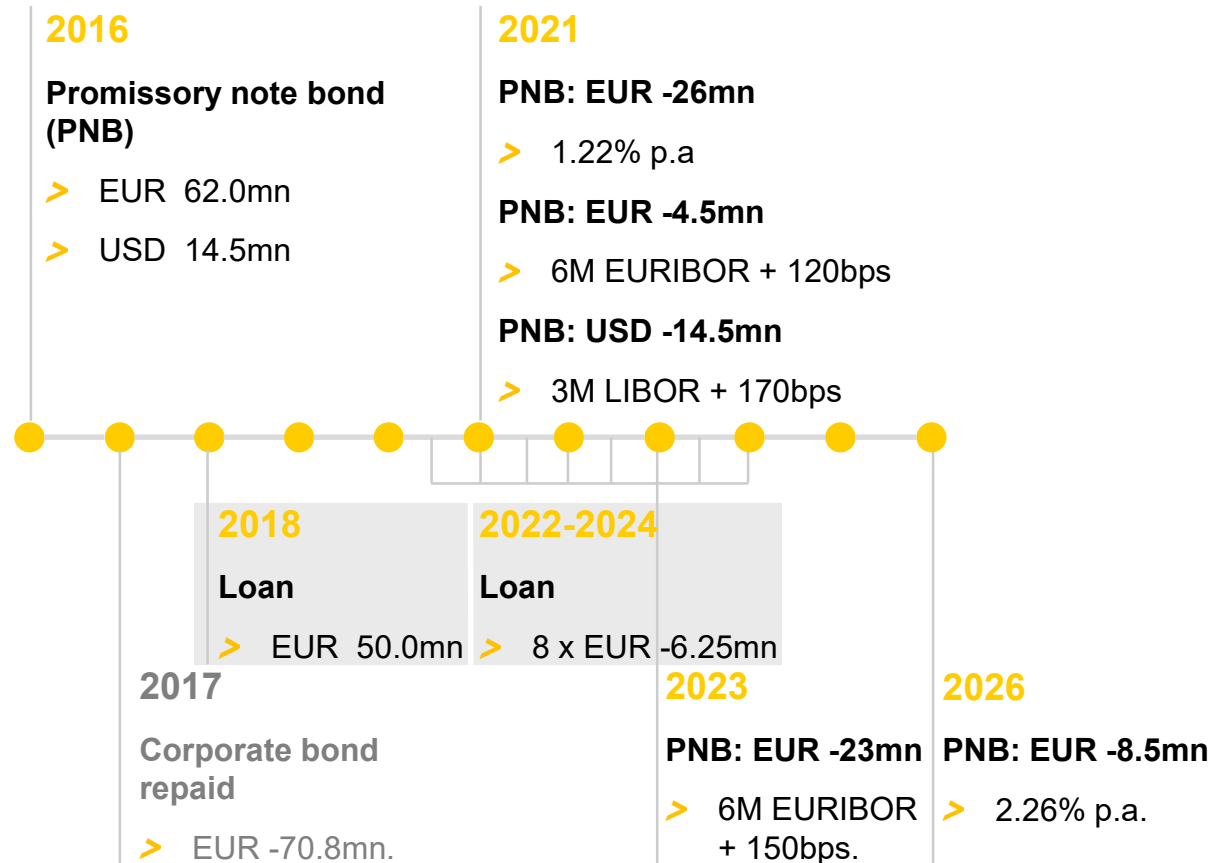 2016
Promissory note bond
(PNB)
> EUR 62.0mn
> USD 14.5mn
2021
PNB: EUR -26mn
> 1.22% p.a
PNB: EUR -4.5mn
> 6M EURIBOR + 120bps
PNB: USD -14.5mn
> 3M LIBOR + 170bps
2018
Loan
> EUR 50.0mn
2022-2024
Loan
> 8 x EUR -6.25mn
2017
Corporate bond
repaid
> EUR -70.8mn.
2023
PNB: EUR -23mn
> 6M EURIBOR
+ 150bps.
2026
PNB: EUR -8.5mn
> 2.26% p.a.